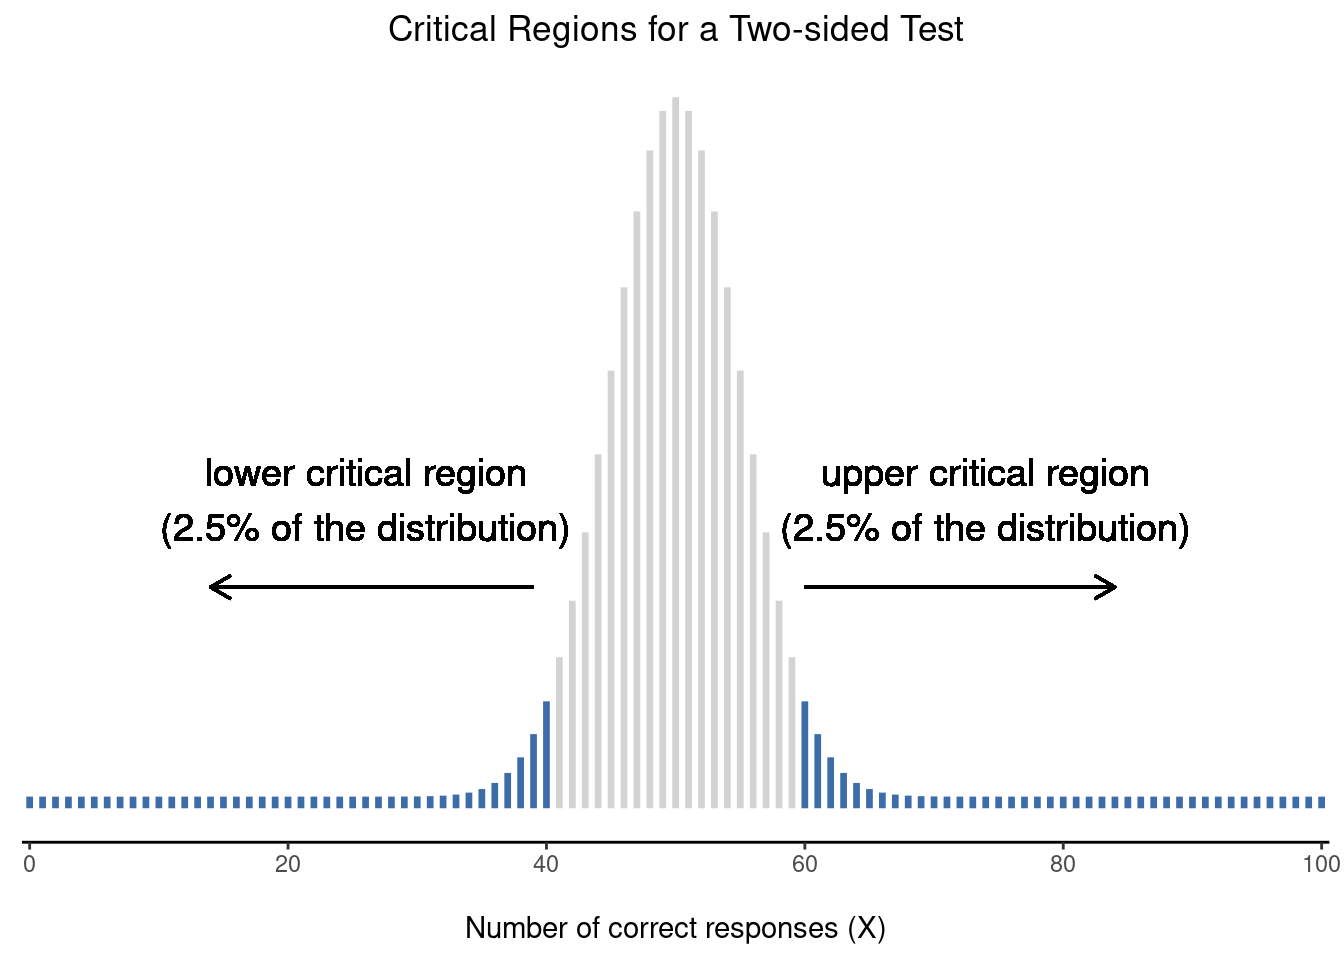 Critical Regions for a Two-sided Test
lower critical region
(2.5% of the distribution)
upper critical region
(2.5% of the distribution)
0 20 40 60 80 100
Number of correct responses (X)